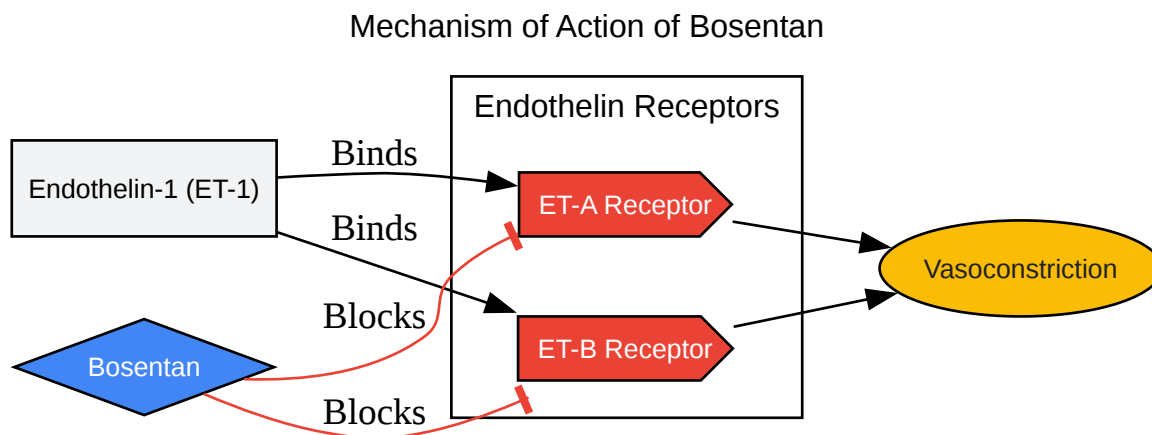 Mechanism of Action of Bosentan
Endothelin Receptors
Endothelin-1 (ET-1)
Binds
ET-A Receptor
Binds
Vasoconstriction
Blocks
ET-B Receptor
Bosentan
Blocks